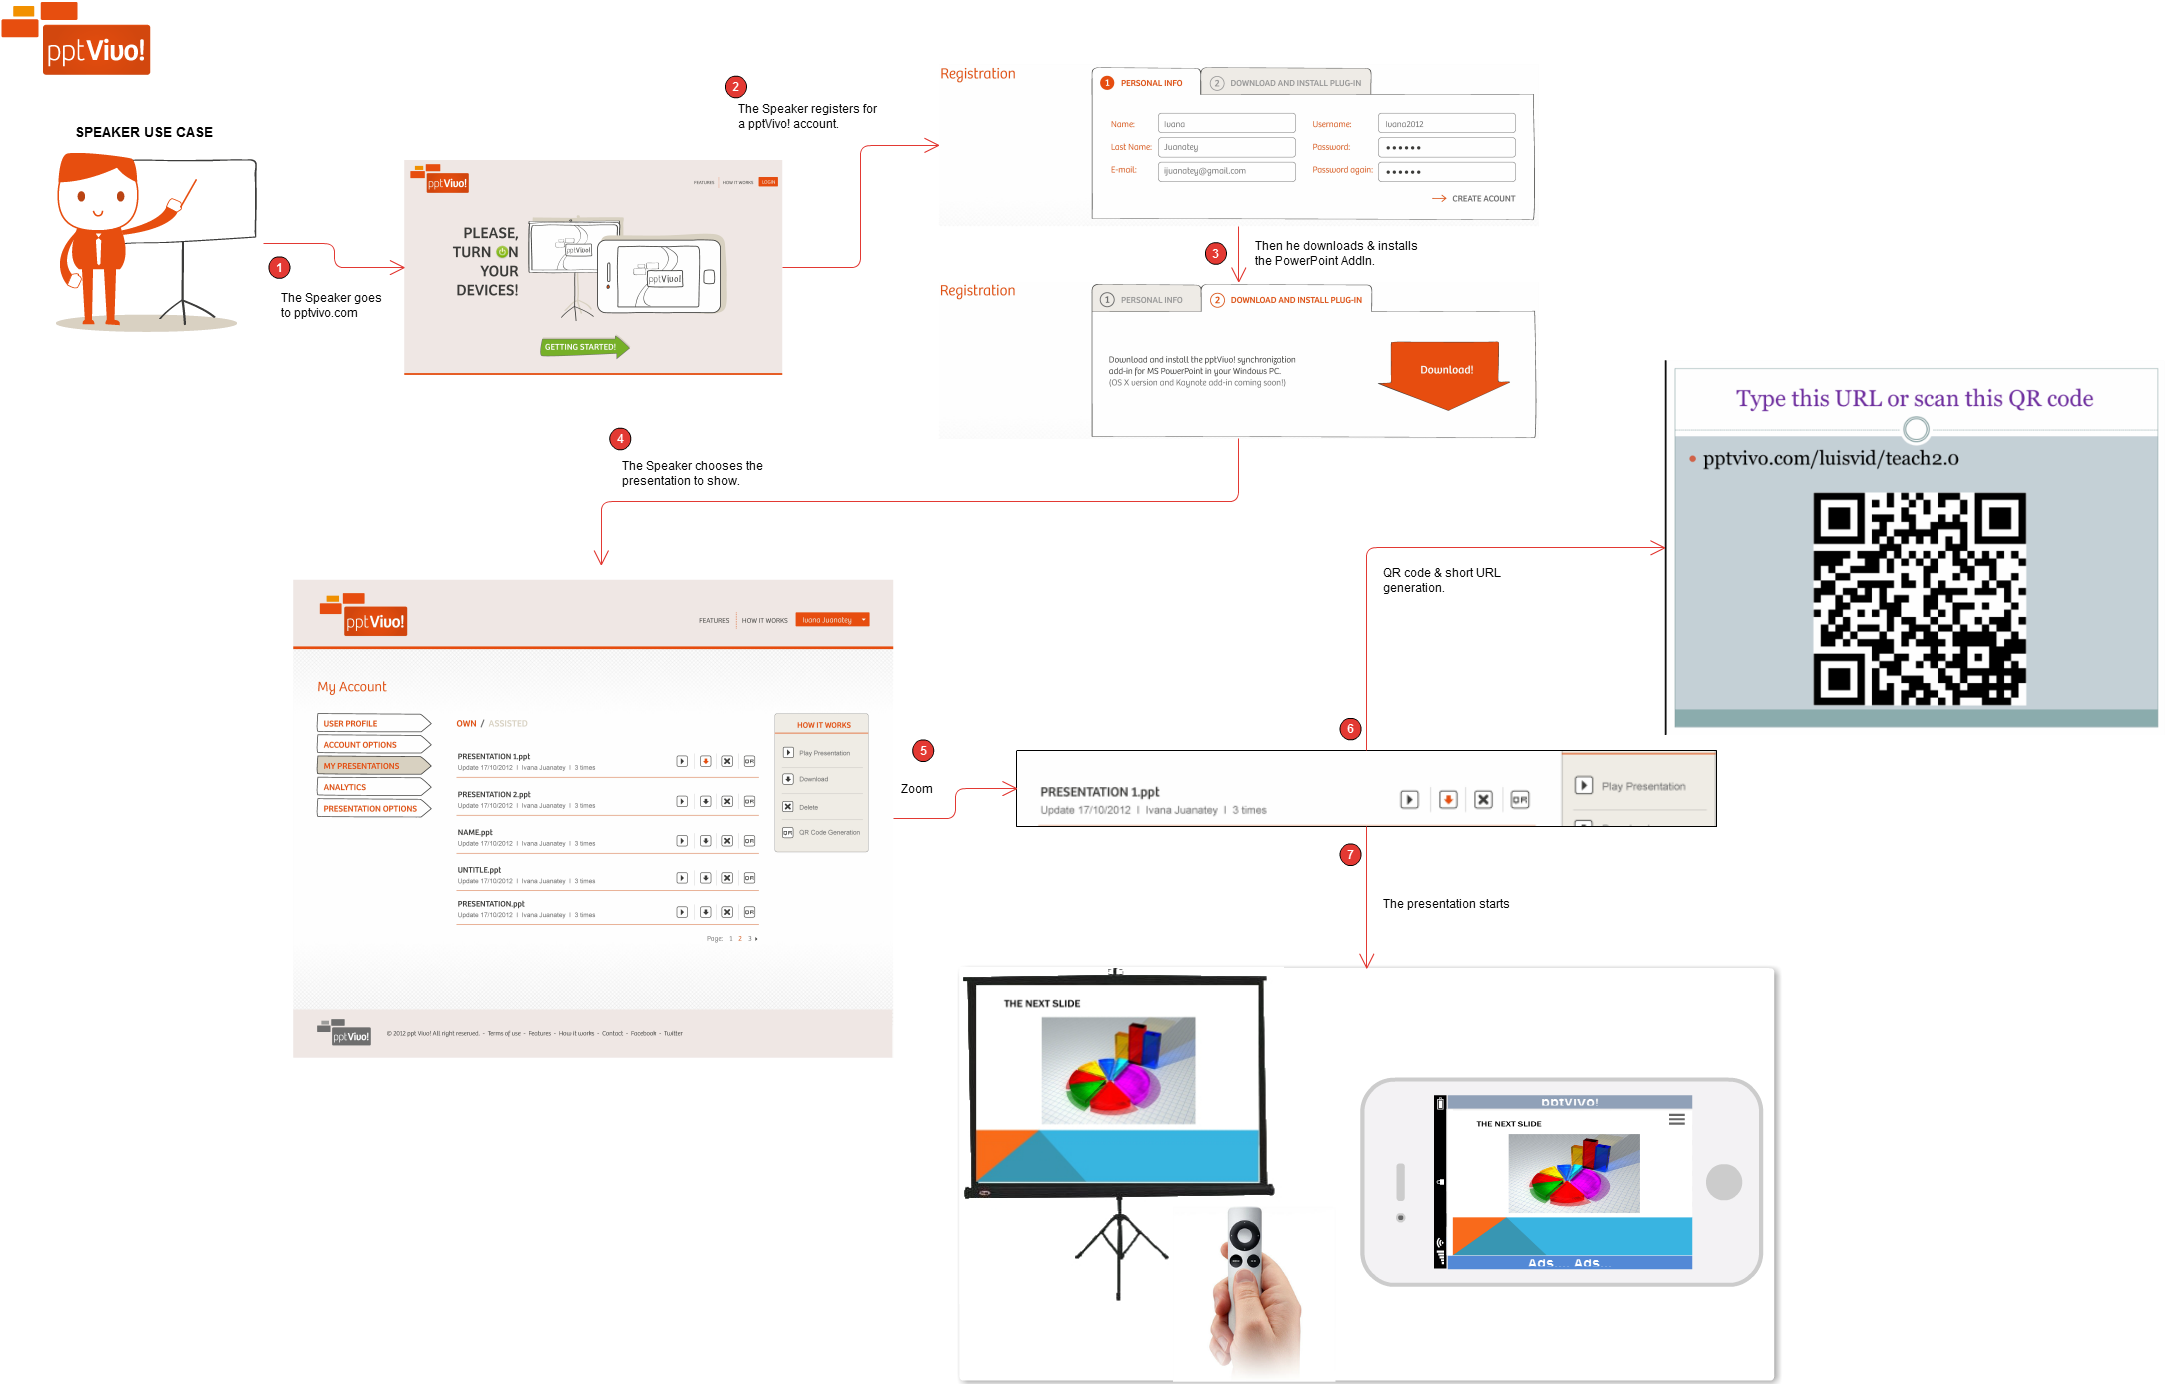 pptVivo!
SPEAKER USE CASE
1
The Speaker goes
to pptvivo.com
pptVivo!
FEATURES
HOW IT WORKS
LOGIN
PLEASE,
TURN ON
YOUR
DEVICES!
pptVivo!
pptVivo!
GETTING STARTED!
2
The Speaker registers for
a pptVivo! account.
Registration
1 PERSONAL INFO
2 DOWNLOAD AND INSTALL PLUG-IN
Name: Ivana
Username: Ivana2012
Last Name: Juanatey
Password: ••••••
E-mail: ijuanatey@gmail.com
Password again: ••••••
CREATE ACOUNT
3
Then he downloads & installs
the PowerPoint AddIn.
Registration
1 PERSONAL INFO
2 DOWNLOAD AND INSTALL PLUG-IN
Download and install the pptVivo! synchronization
add-in for MS PowerPoint in your Windows PC.
(OS X version and Kaynote add-in coming soon!)
Download!
4
The Speaker chooses the
presentation to show.
pptVivo!
FEATURES
HOW IT WORKS
Ivana Juanatey
My Account
USER PROFILE
ACCOUNT OPTIONS
MY PRESENTATIONS
ANALYTICS
PRESENTATION OPTIONS
OWN / ASSISTED
PRESENTATION 1.ppt
Update 17/10/2012 I Ivana Juanatey I 3 times
QR
PRESENTATION 2.ppt
Update 17/10/2012 I Ivana Juanatey I 3 times
QR
NAME.ppt
Update 17/10/2012 I Ivana Juanatey I 3 times
QR
UNTITLE.ppt
Update 17/10/2012 I Ivana Juanatey I 3 times
QR
PRESENTATION.ppt
Update 17/10/2012 I Ivana Juanatey I 3 times
QR
Page: 1 2 3
HOW IT WORKS
Play Presentation
Download
Delete
QR QR Code Generation
pptVivo!
© 2012 ppt Vivo! All right reserved. - Terms of use - Features - How it works - Contact - Facebook - Twitter
5
Zoom
PRESENTATION 1.ppt
Update 17/10/2012 I Ivana Juanatey I 3 times
QR
Play Presentation
6
QR code & short URL
generation.
Type this URL or scan this QR code
• pptvivo.com/luisvid/teach2.0
7
The presentation starts
THE NEXT SLIDE
pptVivo!
THE NEXT SLIDE
Ads.... Ads...